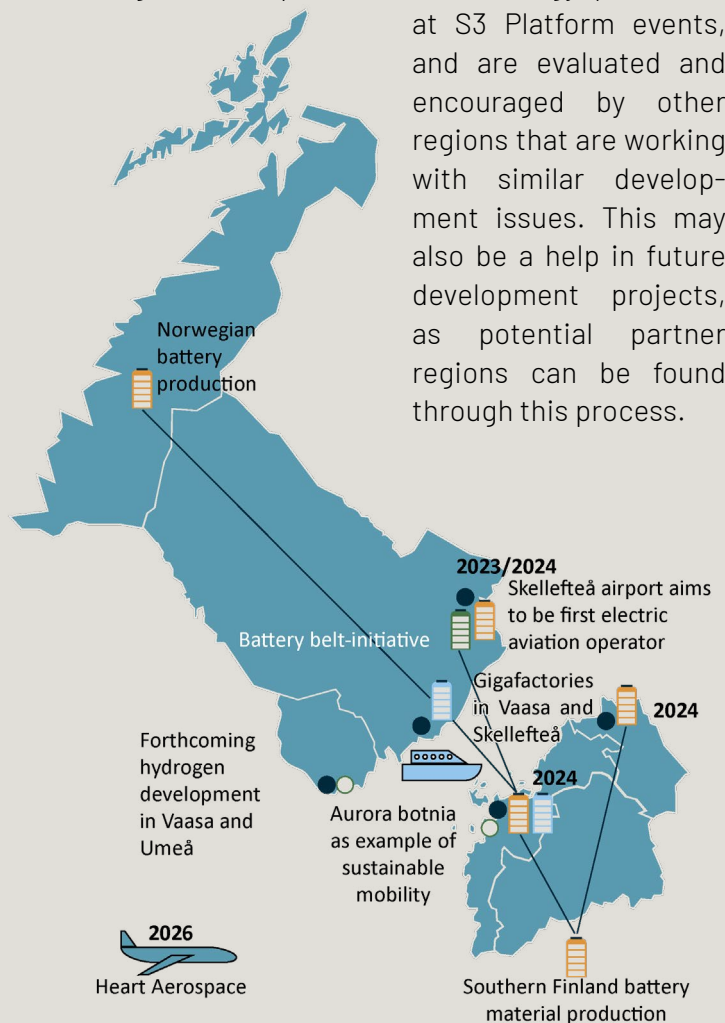 at S3 Platform events,
and are evaluated and
encouraged by other
regions that are working
with similar develop-
ment issues. This may
also be a help in future
development projects,
as potential partner
regions can be found
through this process.
Norwegian
battery
production
2023/2024
Skellefteå airport aims
to be first electric
aviation operator
Battery belt-initiative
Gigafactories
in Vaasa and
Skellefteå
2024
Forthcoming
hydrogen
development
in Vaasa and
Umeå
2024
Aurora botnia
as example of
sustainable
mobility
2026
Heart Aerospace
Southern Finland battery
material production